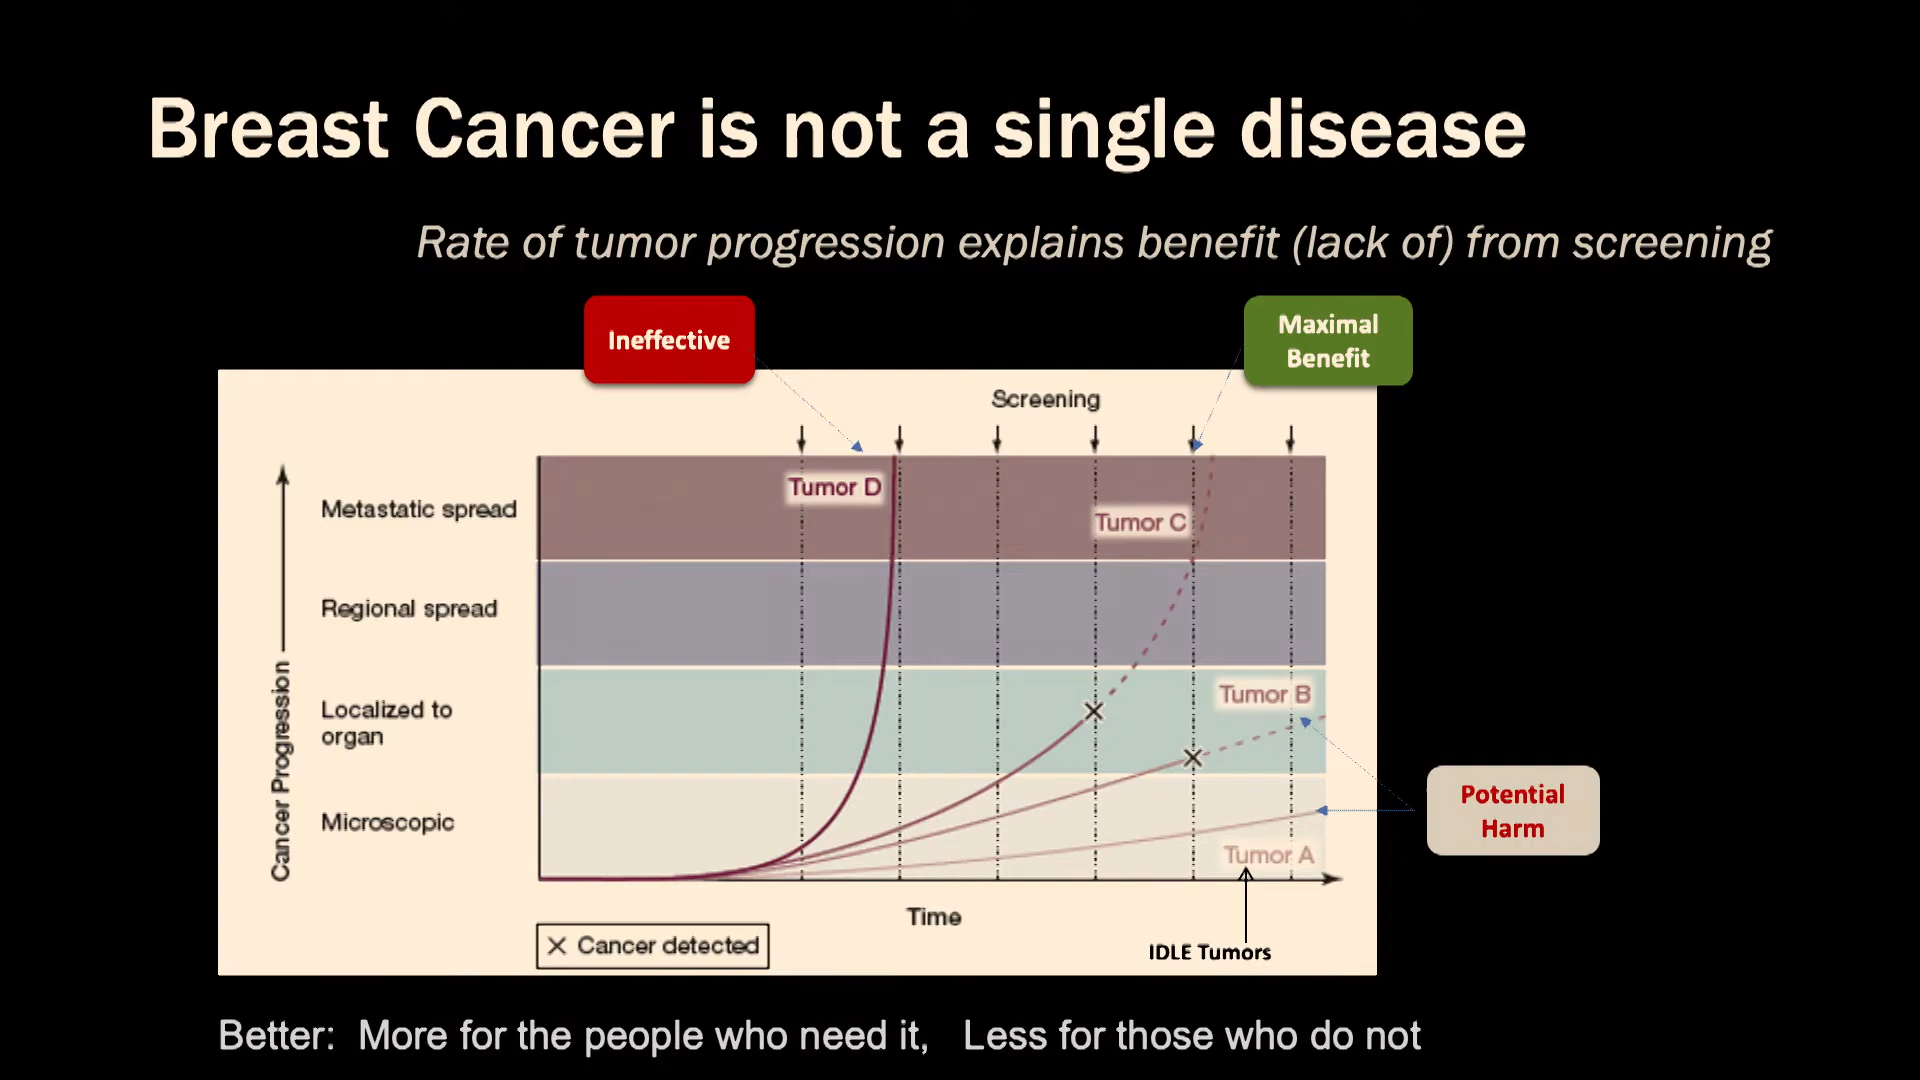 Breast Cancer is not a single disease
Rate of tumor progression explains benefit (lack of) from screening
Ineffective
Maximal
Benefit
Screening
Tumor D
Metastatic spread
Tumor C
Regional spread
Tumor B
Localized to
organ
Cancer Progression
Potential
Harm
Microscopic
Tumor A
Time
× Cancer detected
IDLE Tumors
Better: More for the people who need it, Less for those who do not